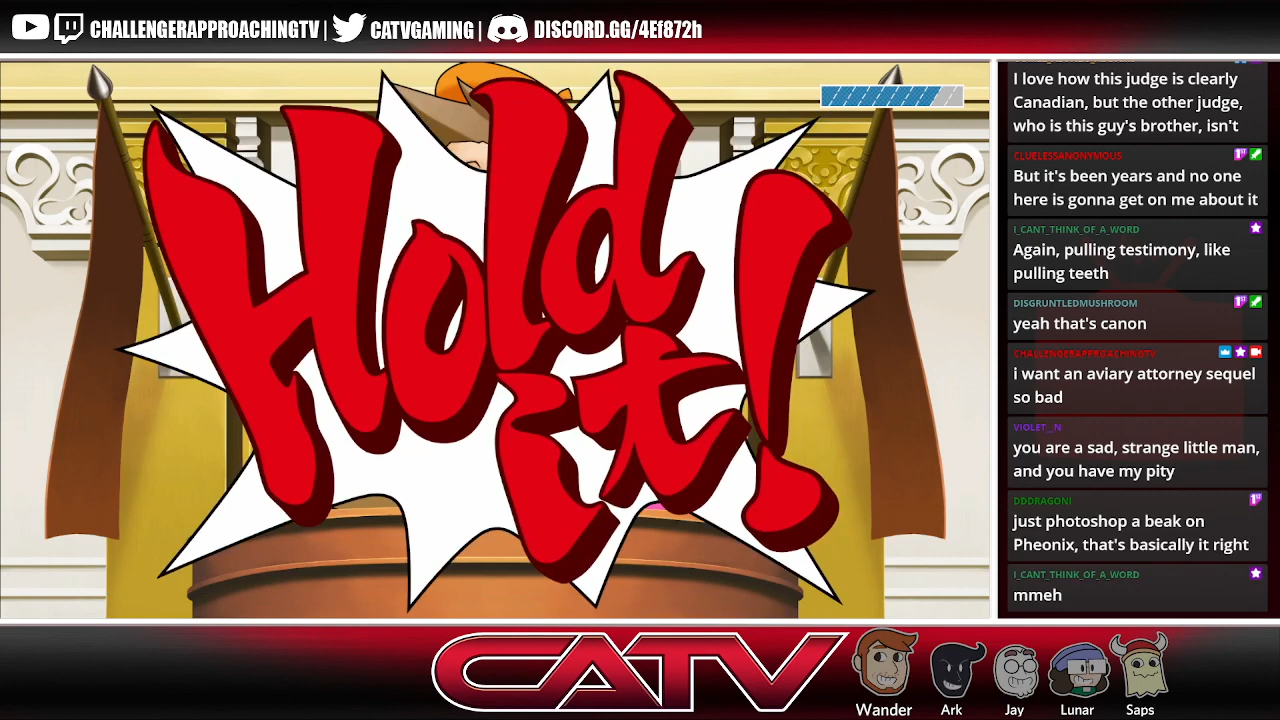 CHALLENGERAPPROACHINGTV | CATVGAMING | DISCORD.GG/4Ef872h
Hold
it!
I love how this judge is clearly
Canadian, but the other judge,
who is this guy's brother, isn't
CLUELESSANONYMOUS
But it's been years and no one
here is gonna get on me about it
I_CANT_THINK_OF_A_WORD
Again, pulling testimony, like
pulling teeth
DISGRUNTLEDMUSHROOM
yeah that's canon
CHALLENGERAPPROACHINGTV
i want an aviary attorney sequel
so bad
VIOLET__N
you are a sad, strange little man,
and you have my pity
DDDRAGONI
just photoshop a beak on
Pheonix, that's basically it right
I_CANT_THINK_OF_A_WORD
mmeh
CATV
Wander Ark Jay Lunar Saps